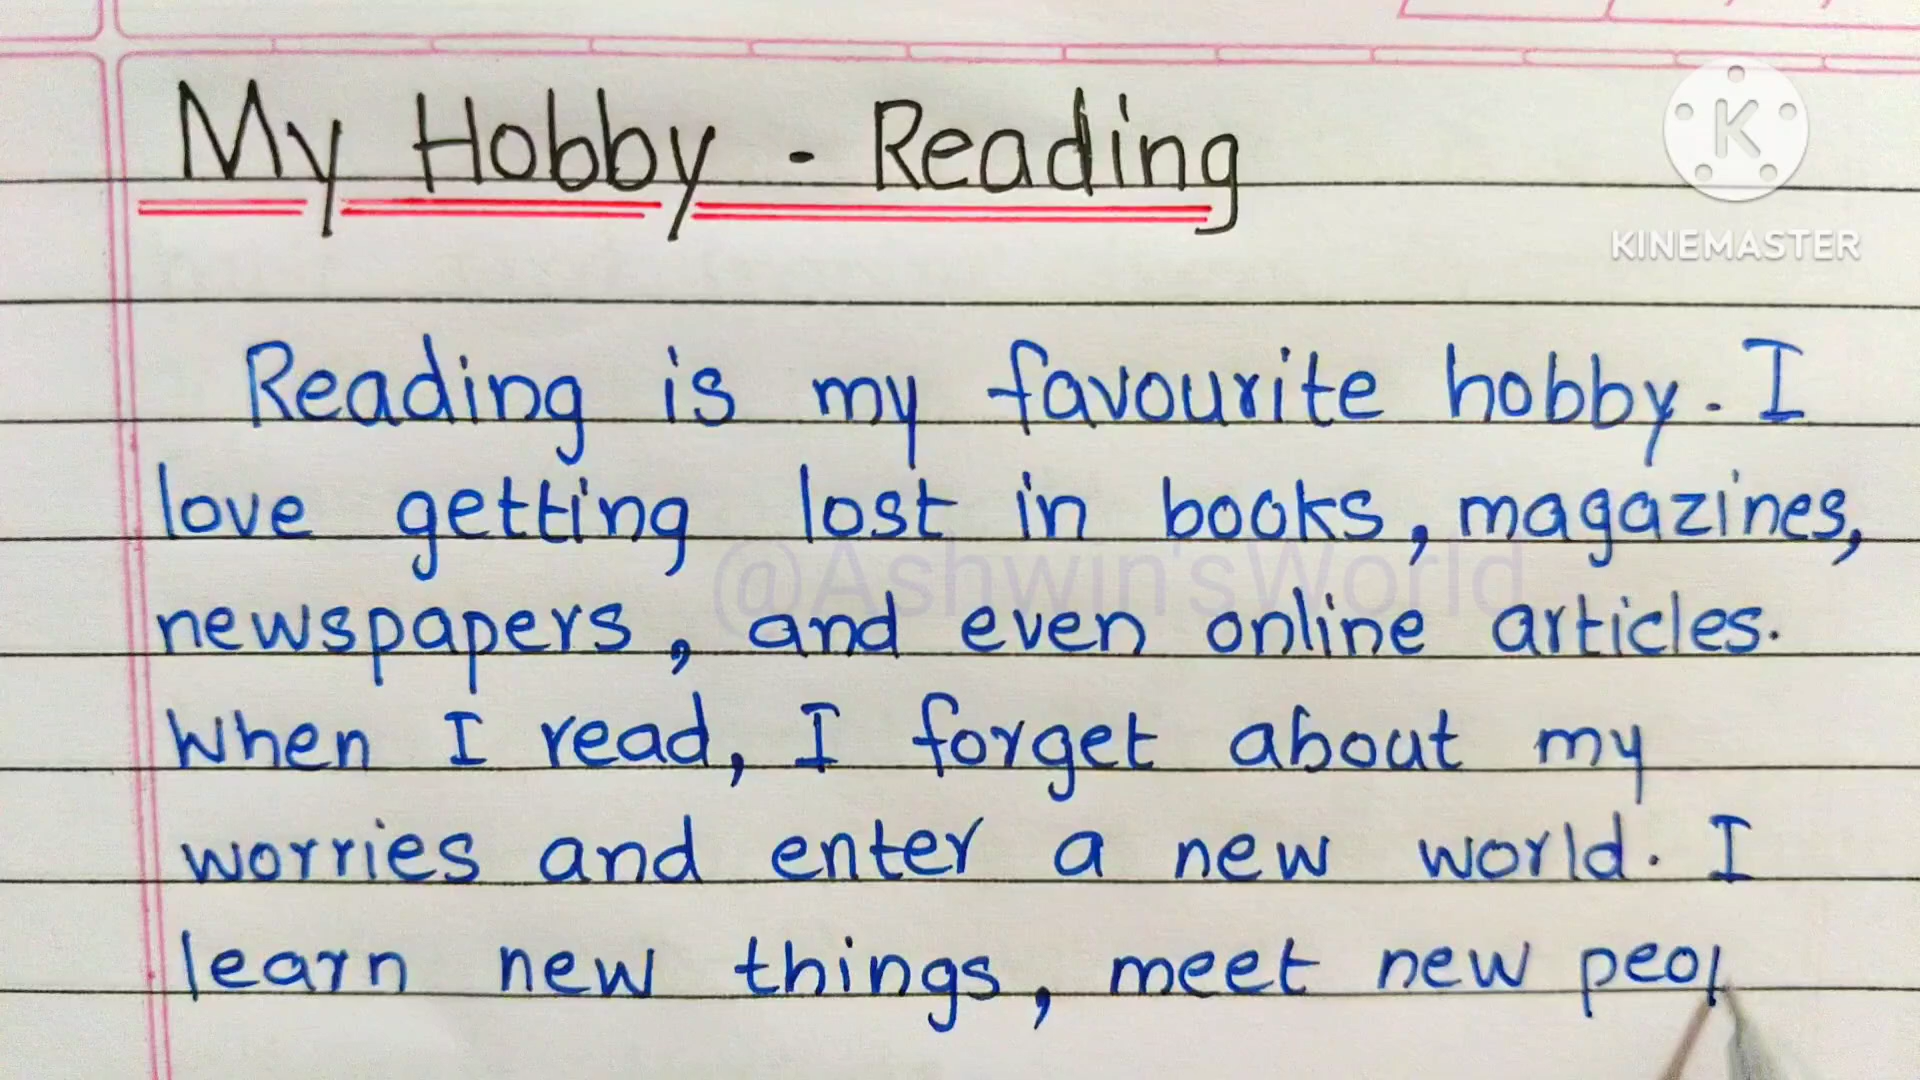 My Hobby - Reading
K
KINEMASTER
Reading is my favourite hobby. I
love getting lost in books, magazines,
@Ashwin'sWorld
newspapers, and even online articles.
When I read, I forget about my
worries and enter a new world. I
learn new things, meet new